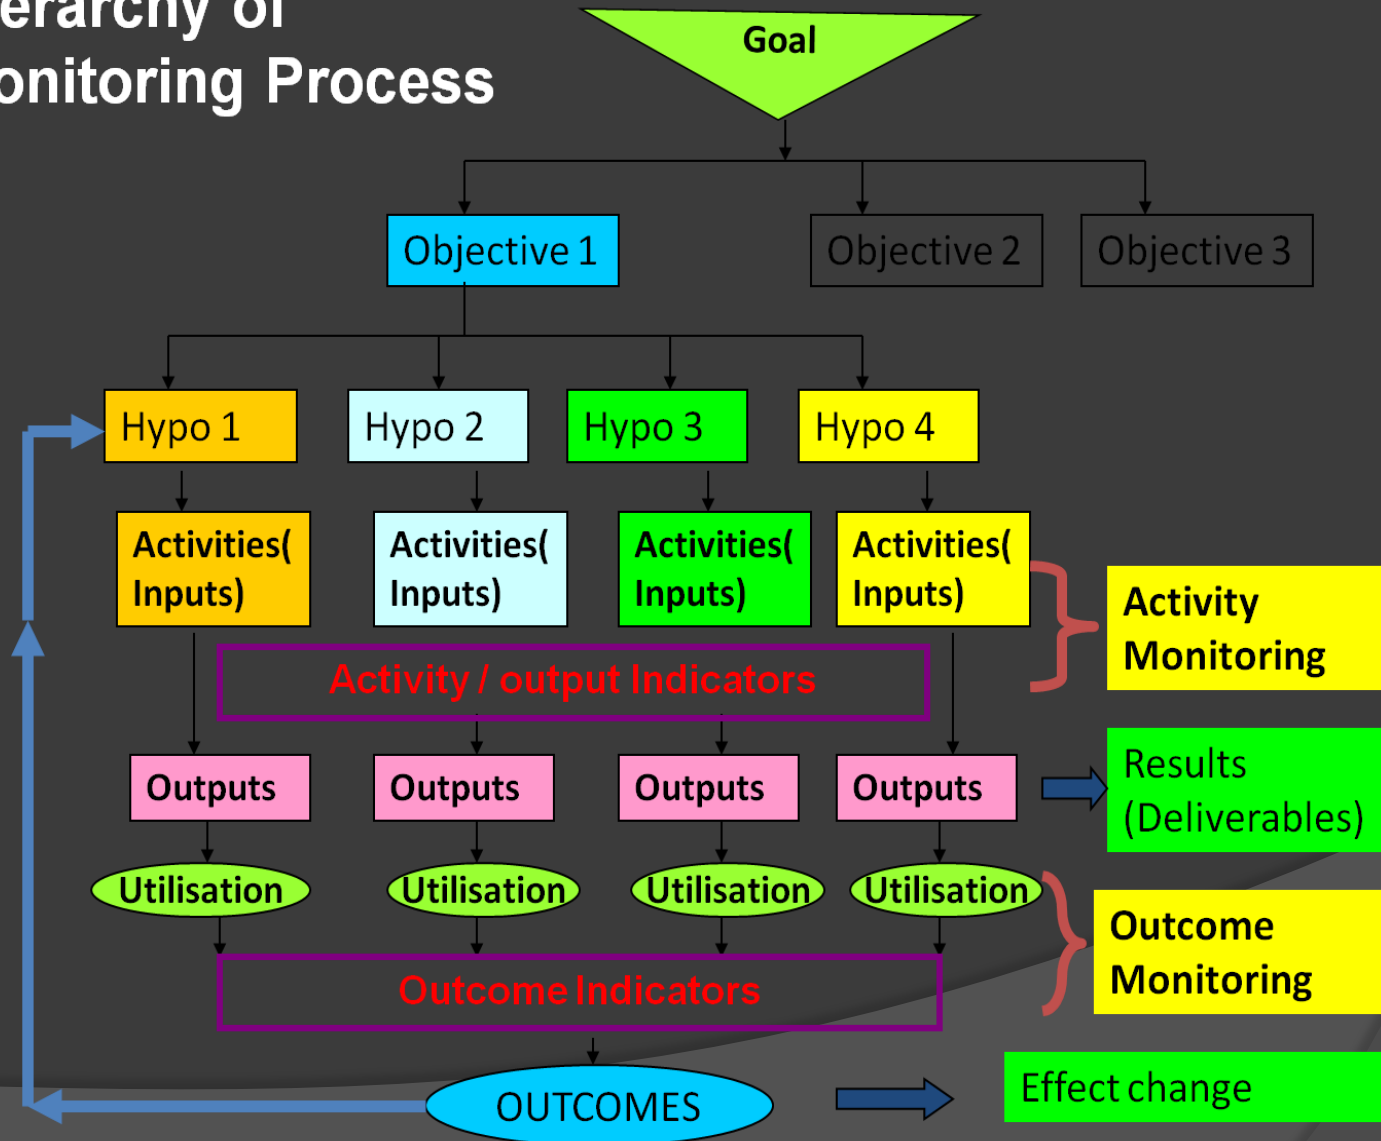 erarchy of
onitoring Process
Goal
Objective 1
Objective 2
Objective 3
Hypo 1
Hypo 2
Hypo 3
Hypo 4
Activities(
Inputs)
Activities(
Inputs)
Activities(
Inputs)
Activities(
Inputs)
Activity
Monitoring
Activity / output Indicators
Outputs
Outputs
Outputs
Outputs
Results
(Deliverables)
Utilisation
Utilisation
Utilisation
Utilisation
Outcome
Monitoring
Outcome Indicators
OUTCOMES
Effect change